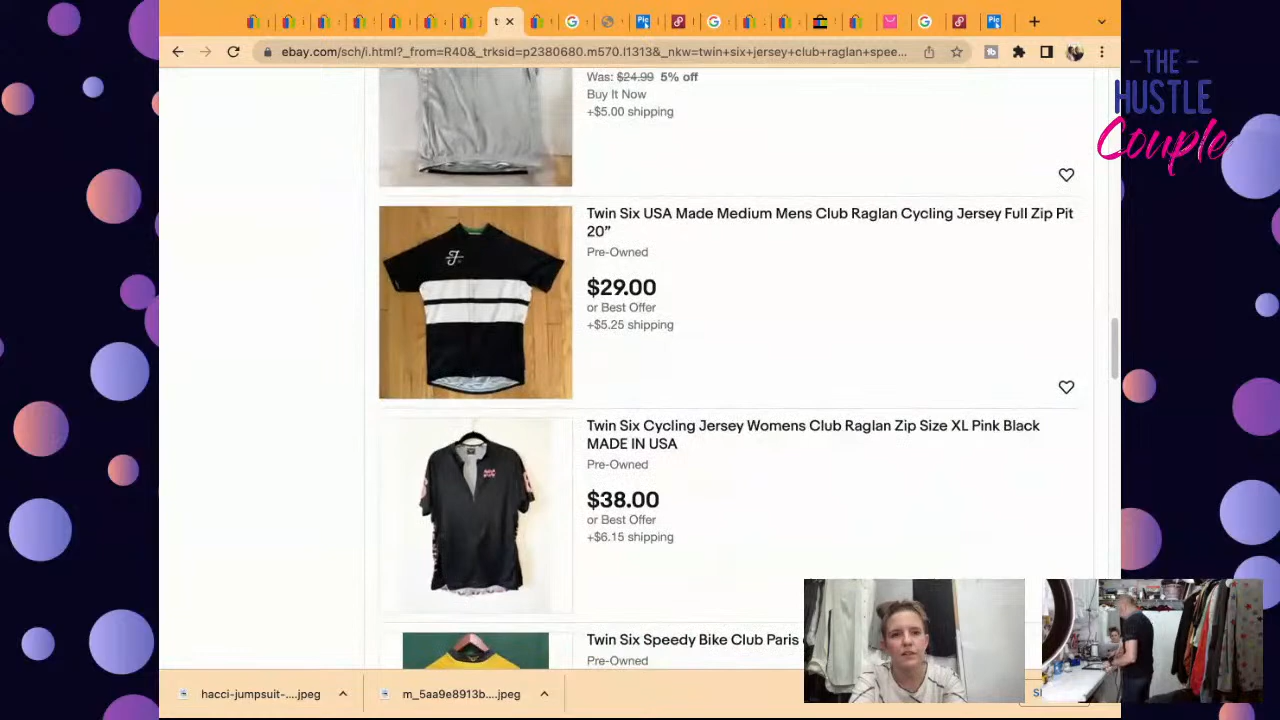 ebay.com/sch/i.html?_from=R40&_trksid=p2380680.m570.l1313&_nkw=twin+six+jersey+club+raglan+spee...
-THE-
HUSTLE
Couple
Was: $24.99 5% off
Buy It Now
+$5.00 shipping
Twin Six USA Made Medium Mens Club Raglan Cycling Jersey Full Zip Pit
20”
Pre-Owned
$29.00
or Best Offer
+$5.25 shipping
Twin Six Cycling Jersey Womens Club Raglan Zip Size XL Pink Black
MADE IN USA
Pre-Owned
$38.00
or Best Offer
+$6.15 shipping
Twin Six Speedy Bike Club Paris
Pre-Owned
hacci-jumpsuit-....jpeg
m_5aa9e8913b....jpeg